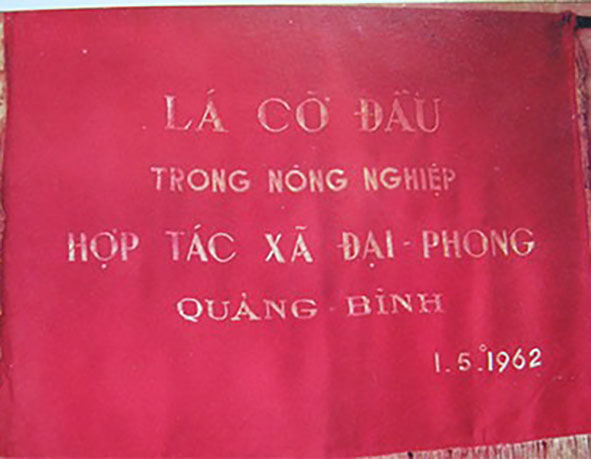 LÁ CỜ ĐẦU
TRONG NÔNG NGHIỆP
HỢP TÁC XÃ ĐẠI-PHONG
QUẢNG-BÌNH
1.5.1962